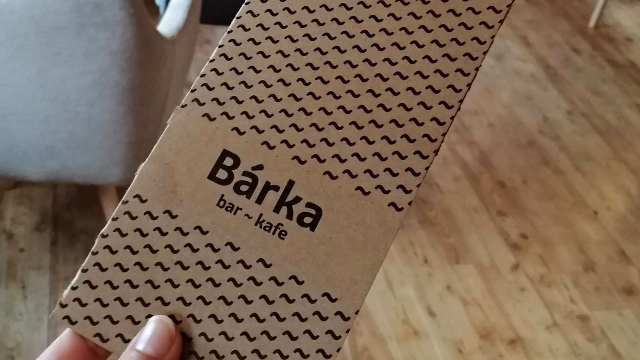 Bárka
bar ~ kafe